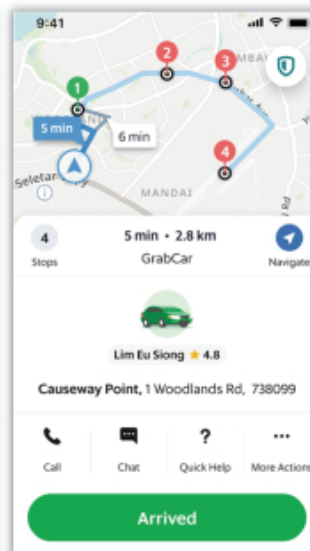 9:41
2
3
1
4
5 min
6 min
Seletar
MANDAI
4
Stops
5 min • 2.8 km
GrabCar
Navigate
Lim Eu Siong ★ 4.8
Causeway Point, 1 Woodlands Rd, 738099
Call
Chat
?
Quick Help
...
More Actions
Arrived